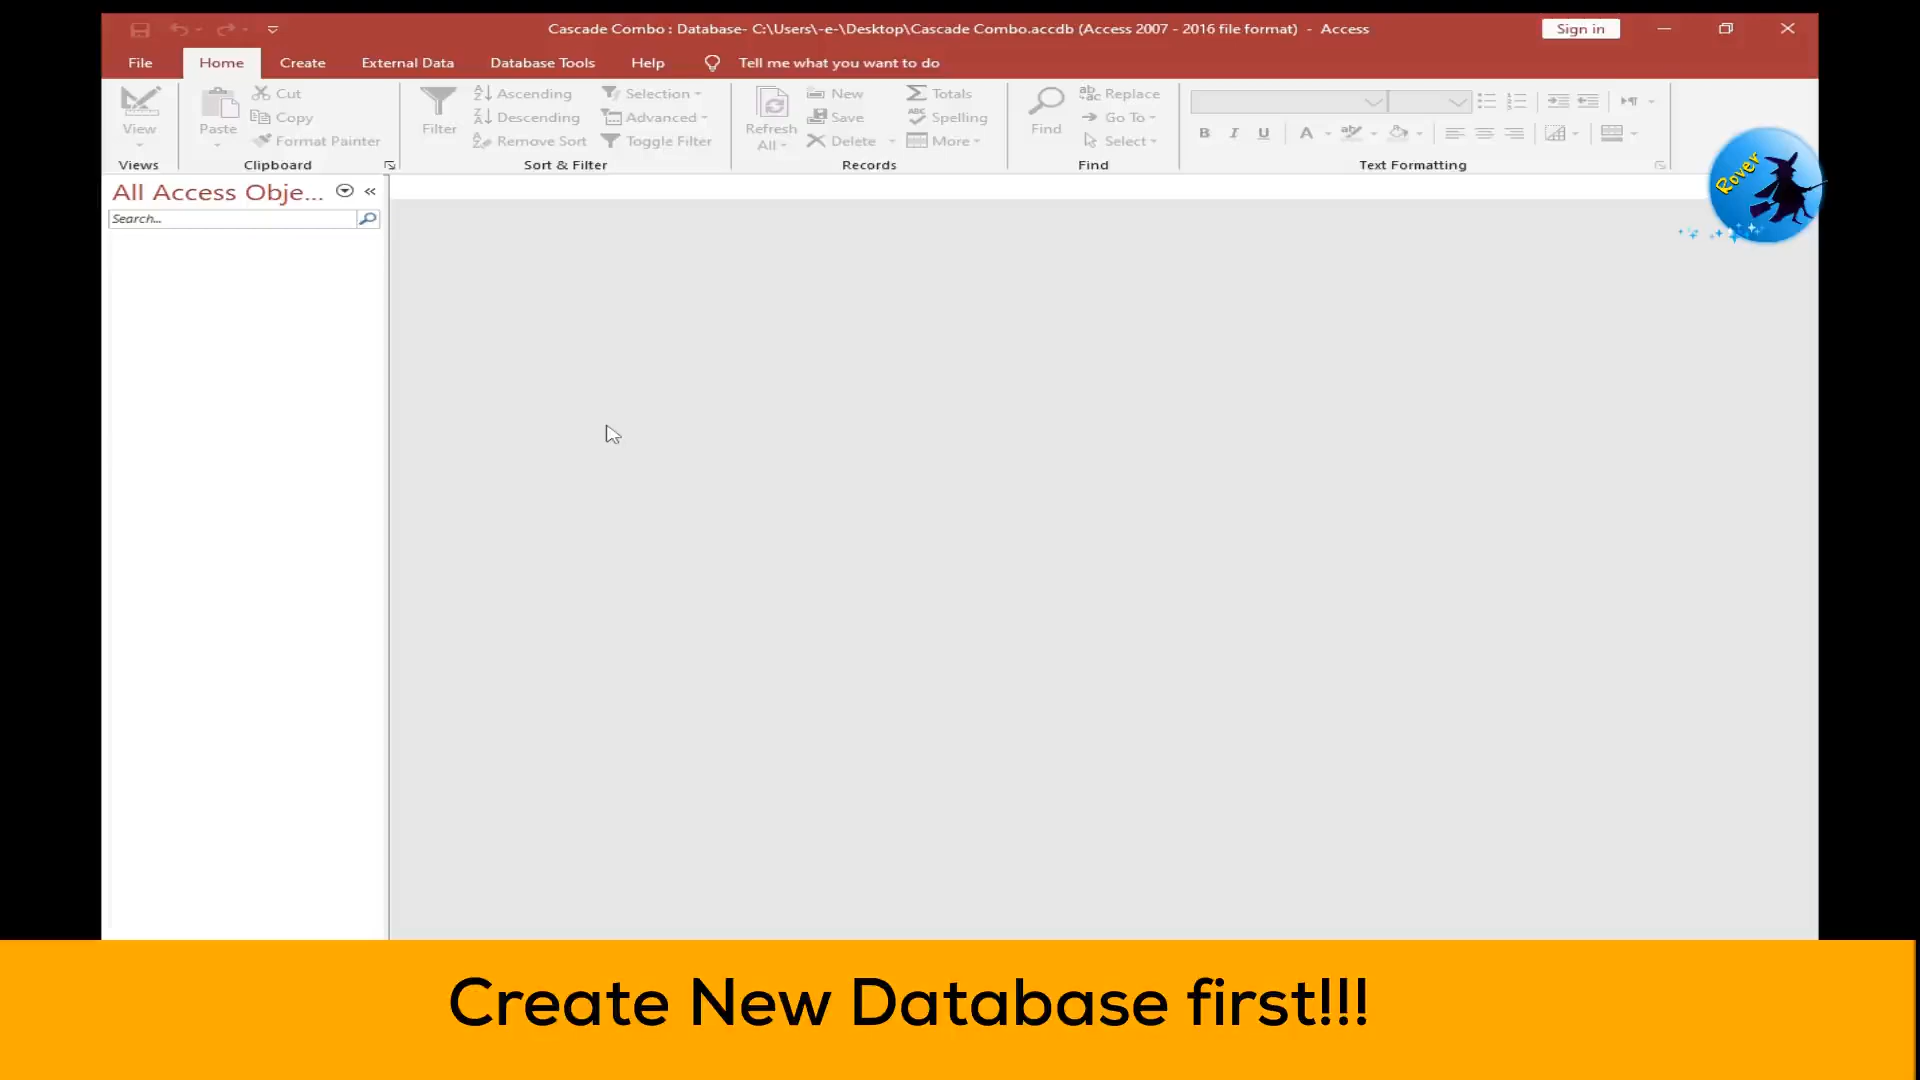 Cascade Combo : Database- C:\Users\-e-\Desktop\Cascade Combo.accdb (Access 2007 - 2016 file format) - Access
Sign in
File Home Create External Data Database Tools Help Tell me what you want to do
View
Views
Paste
Cut
Copy
Format Painter
Clipboard
Filter
Ascending
Descending
Remove Sort
Selection
Advanced
Toggle Filter
Sort & Filter
Refresh
All
New
Save
Delete
Totals
Spelling
More
Records
Find
Replace
Go To
Select
Find
B I U A
Text Formatting
Rover
All Access Obje...
Search...
Create New Database first!!!